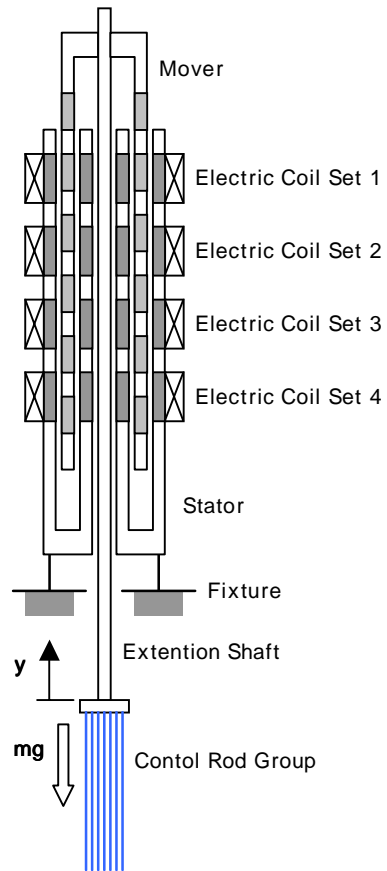 Mover
Electric Coil Set 1
Electric Coil Set 2
Electric Coil Set 3
Electric Coil Set 4
Stator
Fixture
Extention Shaft
y
mg
Contol Rod Group